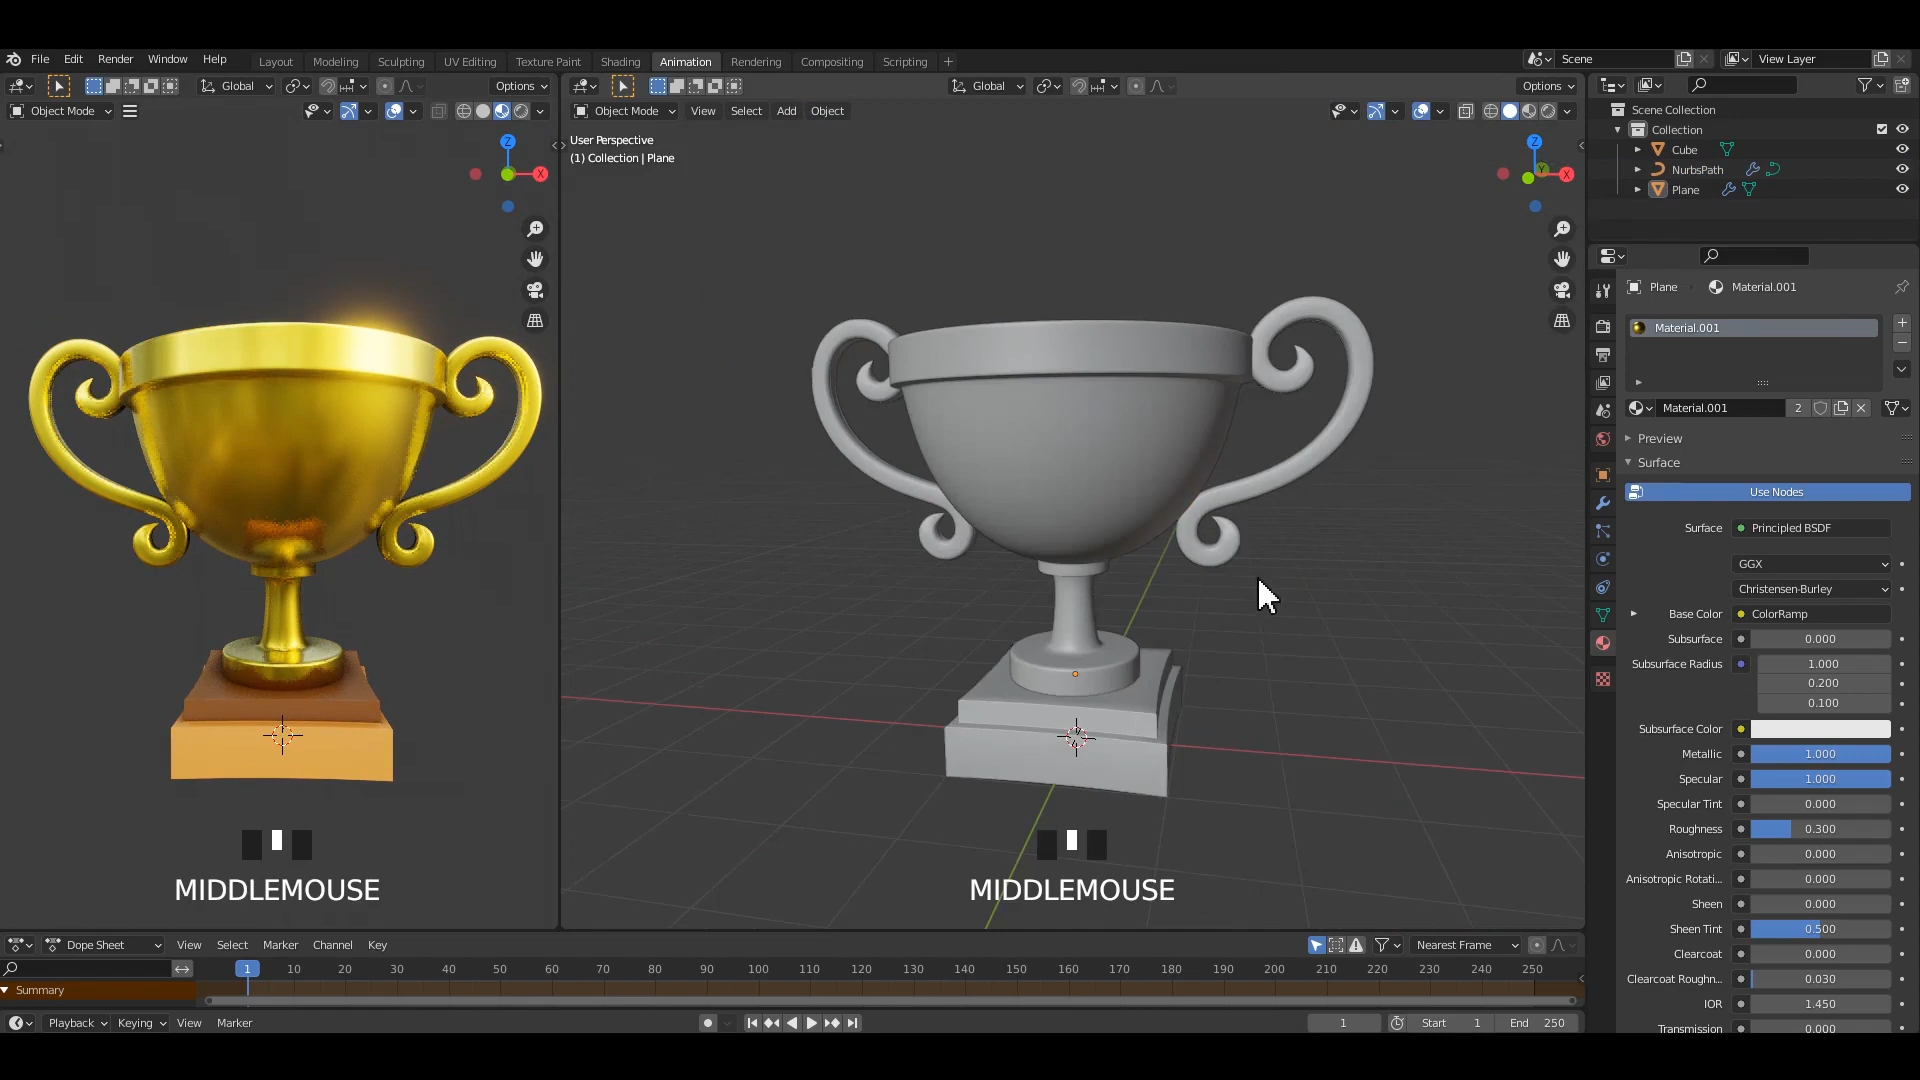 File Edit Render Window Help
Layout Modeling Sculpting UV Editing Texture Paint Shading Animation Rendering Compositing Scripting +
Scene
View Layer
Global
Options
Object Mode
Global
Options
Object Mode View Select Add Object
User Perspective
(1) Collection | Plane
Z
X
Z
Y
X
MIDDLEMOUSE
MIDDLEMOUSE
Scene Collection
Collection
Cube
NurbsPath
Plane
Plane Material.001
Material.001
Material.001 2
Preview
Surface
Use Nodes
Surface Principled BSDF
GGX
Christensen-Burley
Base Color ColorRamp
Subsurface 0.000
Subsurface Radius 1.000
0.200
0.100
Subsurface Color
Metallic 1.000
Specular 1.000
Specular Tint 0.000
Roughness 0.300
Anisotropic 0.000
Anisotropic Rotati... 0.000
Sheen 0.000
Sheen Tint 0.500
Clearcoat 0.000
Clearcoat Roughn... 0.030
IOR 1.450
Transmission 0.000
Dope Sheet View Select Marker Channel Key
Nearest Frame
1 10 20 30 40 50 60 70 80 90 100 110 120 130 140 150 160 170 180 190 200 210 220 230 240 250
Summary
Playback Keying View Marker
1 Start 1 End 250